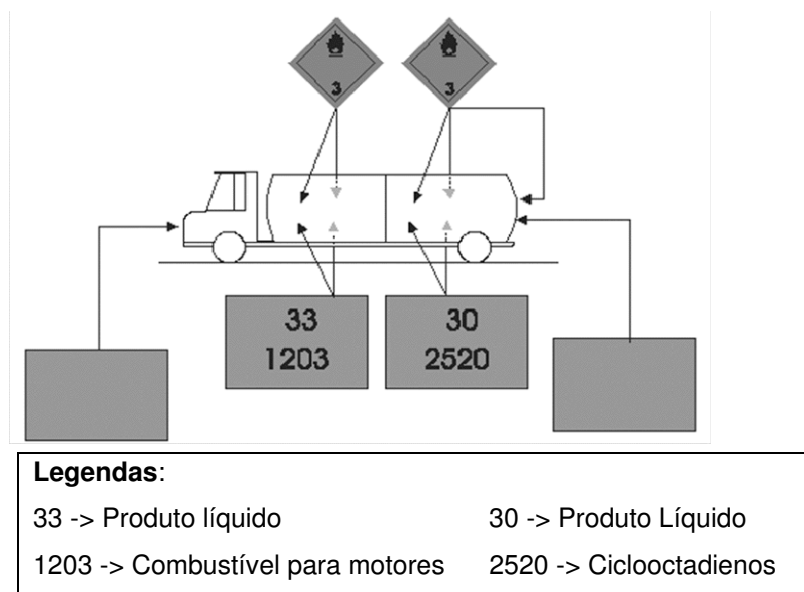 3 3
33 30
1203 2520
Legendas:
33 -> Produto líquido 30 -> Produto Líquido
1203 -> Combustível para motores 2520 -> Ciclooctadienos